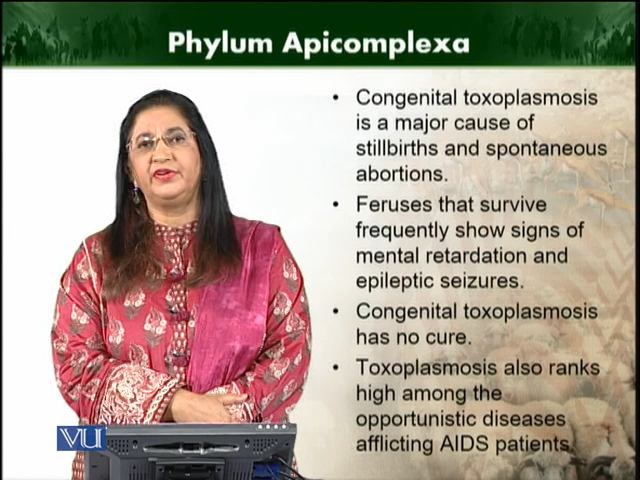 Phylum Apicomplexa
• Congenital toxoplasmosis
is a major cause of
stillbirths and spontaneous
abortions.
• Feruses that survive
frequently show signs of
mental retardation and
epileptic seizures.
• Congenital toxoplasmosis
has no cure.
• Toxoplasmosis also ranks
high among the
opportunistic diseases
afflicting AIDS patients.
VU